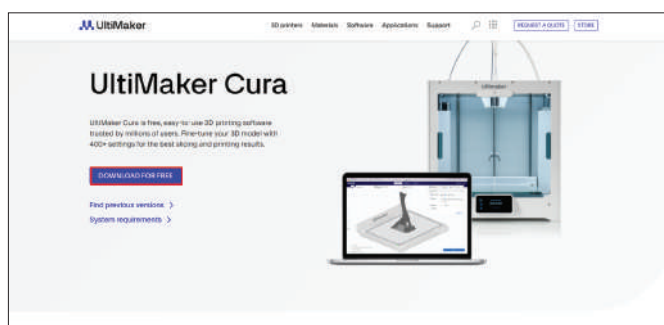 UltiMaker
3D printers Materials Software Applications Support
REQUEST A QUOTE
STORE
UltiMaker Cura
UltiMaker Cura is free, easy-to-use 3D printing software
trusted by millions of users. Fine-tune your 3D model with
400+ settings for the best slicing and printing results.
DOWNLOAD FOR FREE
Find previous versions
System requirements
Ultimaker